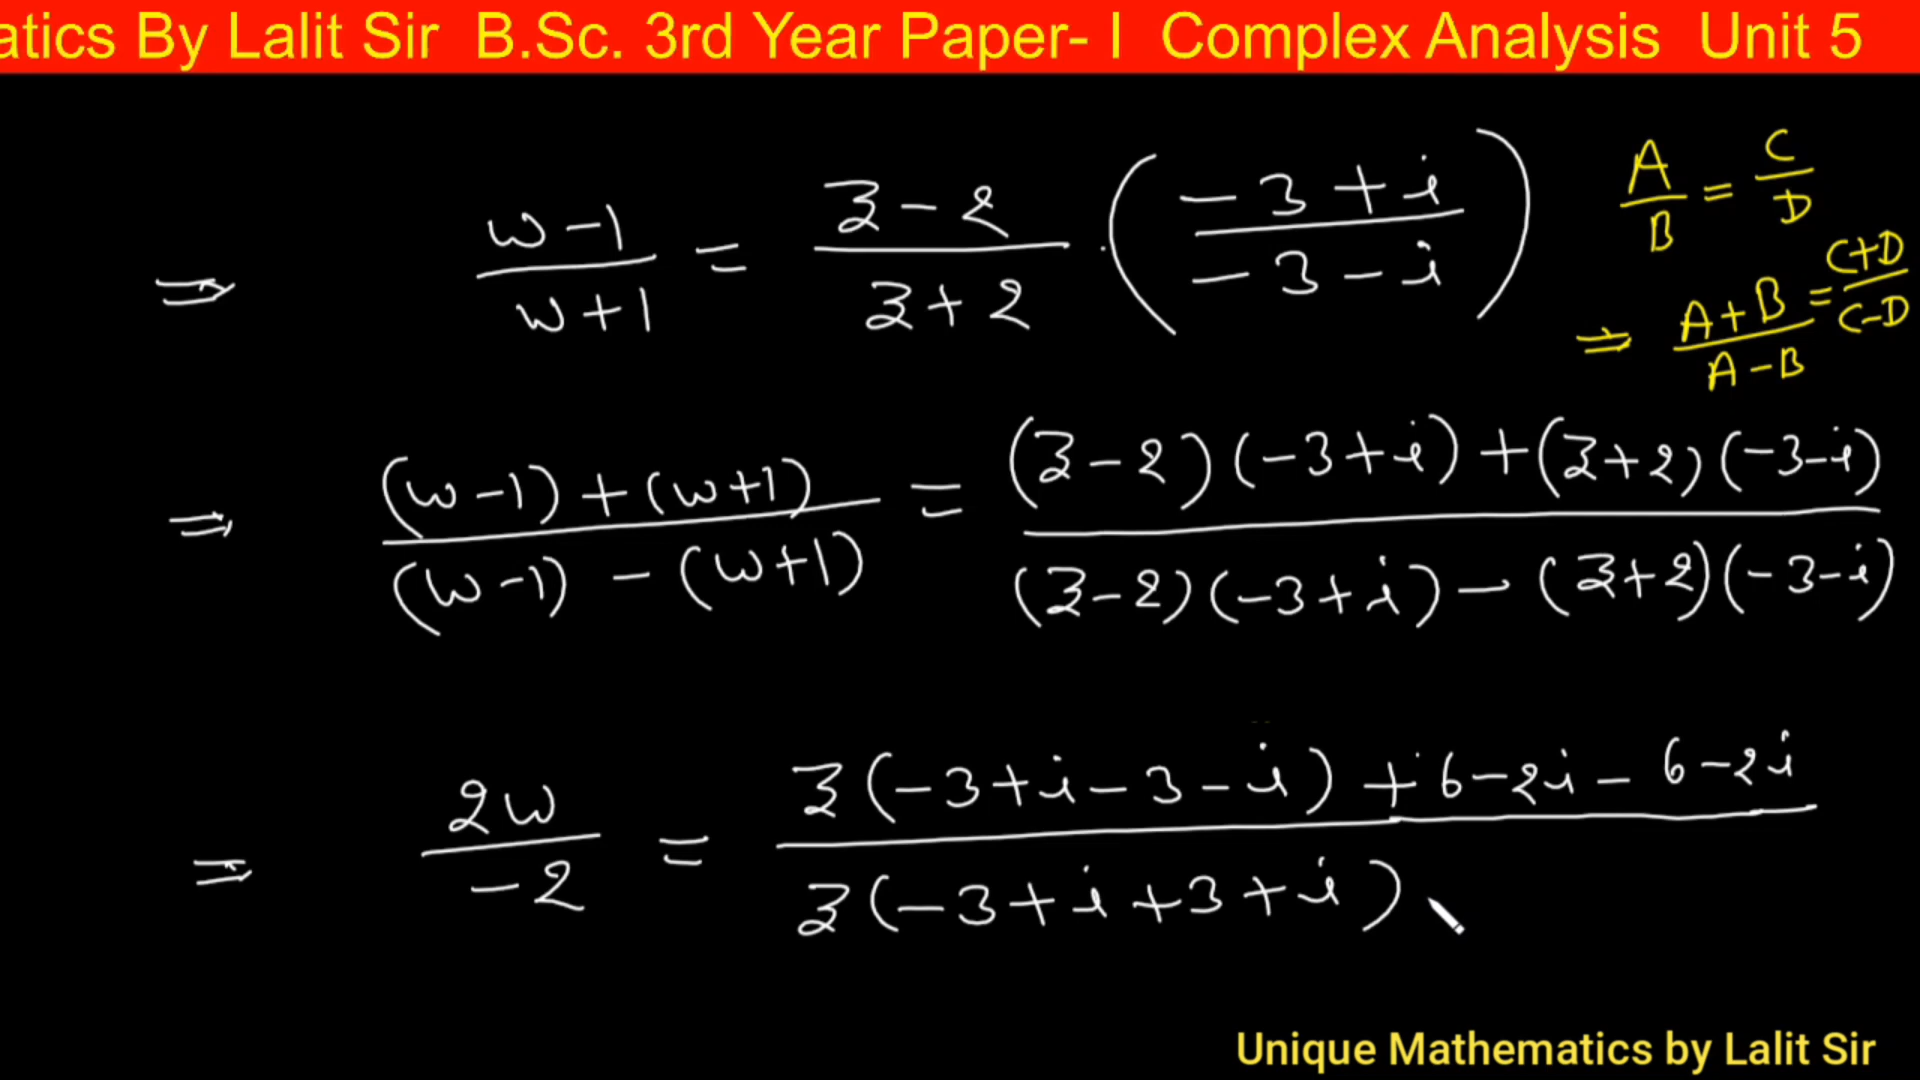 atics By Lalit Sir B.Sc. 3rd Year Paper- I Complex Analysis Unit 5
⇒ (w-1)/(w+1) = (z-2)/(z+2) · ((-3+i)/(-3-i))
A/B = C/D
⇒ (A+B)/(A-B) = (C+D)/(C-D)
⇒ ((w-1)+(w+1))/((w-1)-(w+1)) = ((z-2)(-3+i)+(z+2)(-3-i))/((z-2)(-3+i)-(z+2)(-3-i))
⇒ 2w/-2 = (z(-3+i-3-i)+6-2i-6-2i)/(z(-3+i+3+i)
Unique Mathematics by Lalit Sir